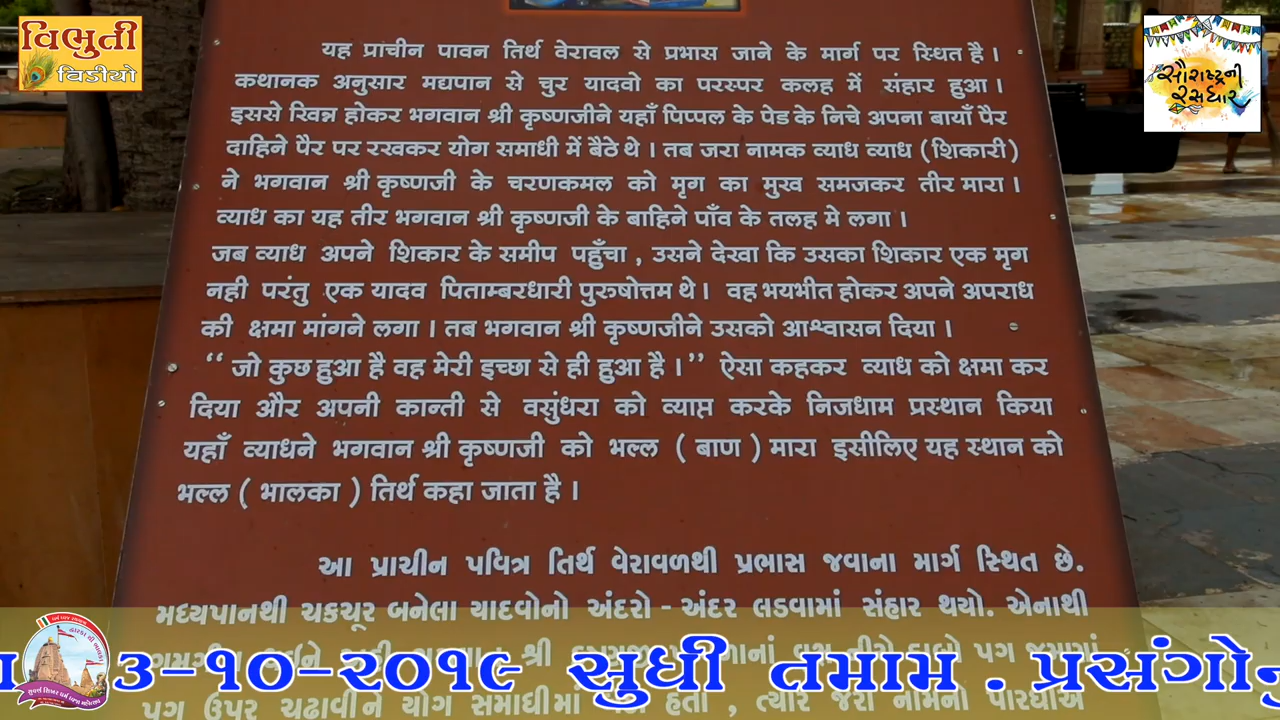 વિભુતી
વિડીયો
સૌરાષ્ટ્રની
રસધાર
यह प्राचीन पावन तिर्थ वेरावल से प्रभास जाने के मार्ग पर स्थित है ।
कथानक अनुसार मद्यपान से चुर यादवो का परस्पर कलह में संहार हुआ ।
इससे खिन्न होकर भगवान श्री कृष्णजीने यहाँ पिप्पल के पेड के निचे अपना बायाँ पैर
दाहिने पैर पर रखकर योग समाधी में बैठे थे । तब जरा नामक व्याध व्याध (शिकारी)
ने भगवान श्री कृष्णजी के चरणकमल को मृग का मुख समजकर तीर मारा ।
व्याध का यह तीर भगवान श्री कृष्णजी के बाहिने पाँव के तलह मे लगा ।
जब व्याध अपने शिकार के समीप पहुँचा , उसने देखा कि उसका शिकार एक मृग
नही परंतु एक यादव पिताम्बरधारी पुरुषोत्तम थे । वह भयभीत होकर अपने अपराध
की क्षमा मांगने लगा । तब भगवान श्री कृष्णजीने उसको आश्वासन दिया ।
“ जो कुछ हुआ है वह मेरी इच्छा से ही हुआ है ।” ऐसा कहकर व्याध को क्षमा कर
दिया और अपनी कान्ती से वसुंधरा को व्याप्त करके निजधाम प्रस्थान किया
यहाँ व्याधने भगवान श्री कृष्णजी को भल्ल ( बाण ) मारा इसीलिए यह स्थान को
भल्ल ( भालका ) तिर्थ कहा जाता है ।
આ પ્રાચીન પવિત્ર તિર્થ વેરાવળથી પ્રભાસ જવાના માર્ગ સ્થિત છે.
મદ્યપાનથી ચકચૂર બનેલા યાદવોનો અંદરો - અંદર લડવામાં સંહાર થયો. એનાથી
શ્રી પગ
૩-૧૦-૨૦૧૯ સુધી તમામ . પ્રસંગોનુ
પગ ઉપર ચઢાવીને યોગ સમાધીમાં હતા , ત્યારે જરા નામનો પારધીએ